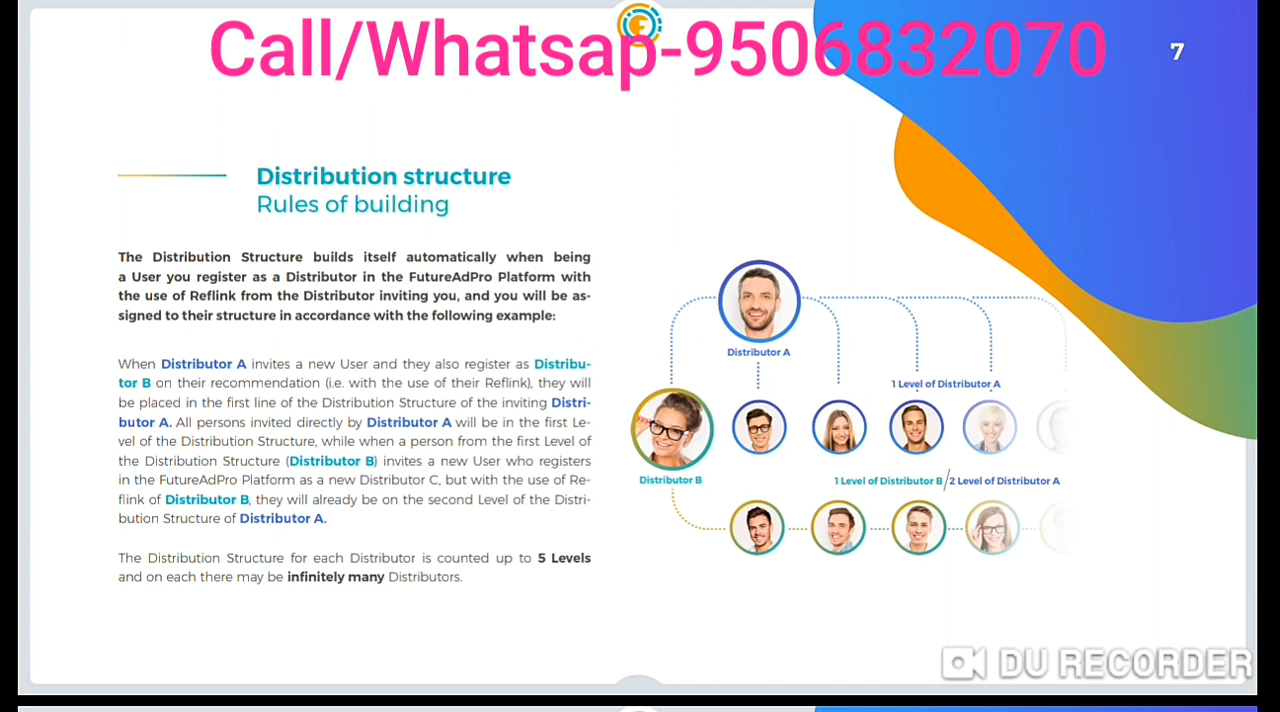 Call/Whatsap-9506832070
7
Distribution structure
Rules of building
The Distribution Structure builds itself automatically when being
a User you register as a Distributor in the FutureAdPro Platform with
the use of Reflink from the Distributor inviting you, and you will be as-
signed to their structure in accordance with the following example:
When Distributor A invites a new User and they also register as Distribu-
tor B on their recommendation (i.e. with the use of their Reflink), they will
be placed in the first line of the Distribution Structure of the inviting Distri-
butor A. All persons invited directly by Distributor A will be in the first Le-
vel of the Distribution Structure, while when a person from the first Level of
the Distribution Structure (Distributor B) invites a new User who registers
in the FutureAdPro Platform as a new Distributor C, but with the use of Re-
flink of Distributor B, they will already be on the second Level of the Distri-
bution Structure of Distributor A.
The Distribution Structure for each Distributor is counted up to 5 Levels
and on each there may be infinitely many Distributors.
Distributor A
1 Level of Distributor A
Distributor B
1 Level of Distributor B/2 Level of Distributor A
DU RECORDER